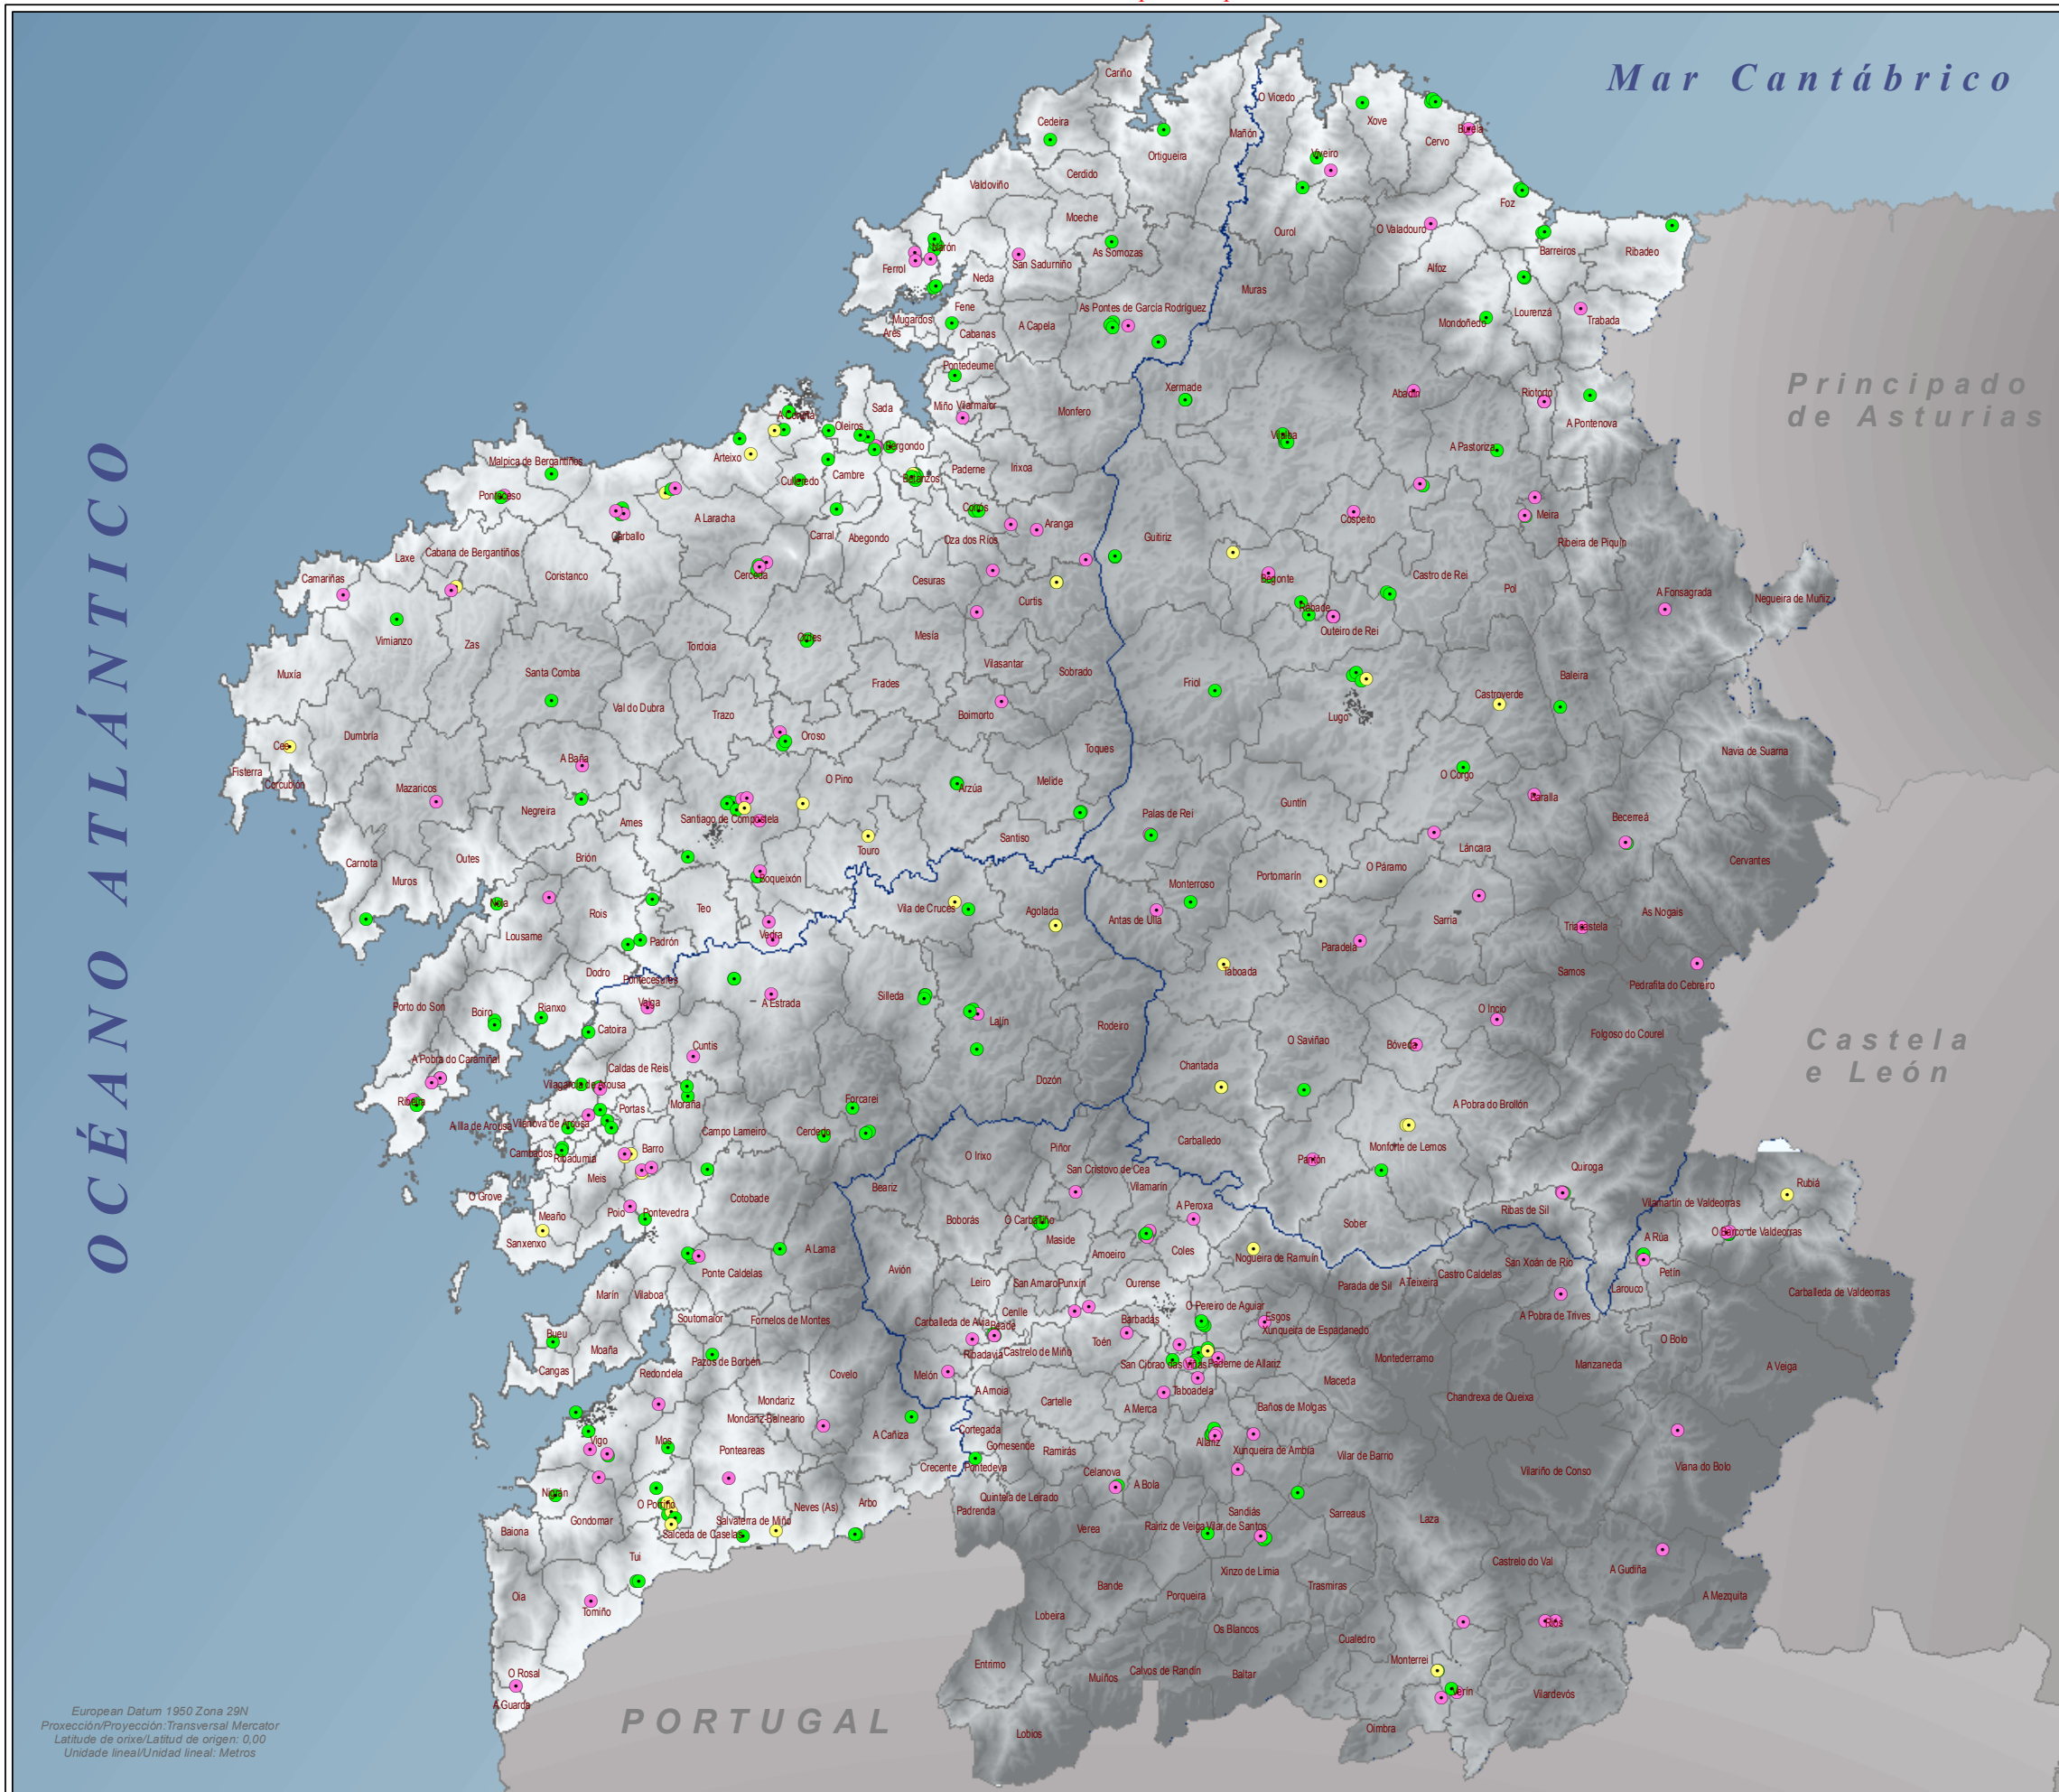 Mar Cantábrico
OCÉANO ATLÁNTICO
Principado
de Asturias
Castela
e León
PORTUGAL
Cariño
O Vicedo
Cedeira
Xove
Mañón
Burela
Cervo
Ortigueira
Viveiro
Cerdido
Valdoviño
Foz
Moeche
O Valadouro
Ourol
Narón
As Somozas
Barreiros
Ribadeo
San Sadurniño
Ferrol
Alfoz
Neda
Muras
Fene
As Pontes de García Rodríguez
Lourenzá
Mugardos
Trabada
A Capela
Mondoñedo
Ares
Cabanas
Pontedeume
Xermade
Abadín
Riotorto
Sada
Miño
Vilarmaior
Monfero
A Coruña
A Pontenova
Oleiros
Vilalba
Bergondo
A Pastoriza
Arteixo
Malpica de Bergantiños
Irixoa
Paderne
Cambre
Betanzos
Culleredo
Ponteceso
Coirós
Meira
A Laracha
Cospeito
Aranga
Carballo
Carral
Abegondo
Oza dos Ríos
Guitiriz
Ribeira de Piquín
Laxe
Cabana de Bergantiños
Coristanco
Cerceda
Castro de Rei
Camariñas
Cesuras
Begonte
Pol
A Fonsagrada
Curtis
Negueira de Muñiz
Rábade
Outeiro de Rei
Mesía
Ordes
Vimianzo
Zas
Tordoia
Vilasantar
Santa Comba
Sobrado
Muxía
Baleira
Frades
Friol
Castroverde
Val do Dubra
Trazo
Boimorto
Lugo
Dumbría
Oroso
Cee
Toques
Navia de Suarna
A Baña
Fisterra
O Corgo
O Pino
Melide
Corcubión
Mazaricos
Arzúa
Baralla
Guntín
Negreira
Palas de Rei
Santiago de Compostela
Becerreá
Ames
Santiso
Láncara
Touro
Brión
Outes
Cervantes
Carnota
O Páramo
Portomarín
Boqueixón
Muros
Monterroso
Noia
Teo
Vila de Cruces
Agolada
Rois
As Nogais
Antas de Ulla
Sarria
Triacastela
Lousame
Vedra
Padrón
Paradela
Dodro
Taboada
Samos
Pontecesures
Pedrafita do Cebreiro
Silleda
Valga
A Estrada
Porto do Son
Rianxo
O Incio
Boiro
Lalín
Rodeiro
Catoira
Folgoso do Courel
O Saviñao
Bóveda
Cuntis
A Pobra do Caramiñal
Chantada
Caldas de Reis
Dozón
Vilagarcía de Arousa
Forcarei
Ribeira
Moraña
A Pobra do Brollón
Portas
Vilanova de Arousa
A Illa de Arousa
Campo Lameiro
Cerdedo
Carballedo
Monforte de Lemos
Barro
Piñor
Cambados
O Irixo
Ribadumia
Pantón
San Cristovo de Cea
Quiroga
Meis
Beariz
Vilamarín
Rubiá
O Grove
Cotobade
Vilamartín de Valdeorras
A Peroxa
Ribas de Sil
Poio
Pontevedra
Meaño
Boborás
O Carballiño
Sober
O Barco de Valdeorras
A Rúa
Maside
Sanxenxo
A Lama
Coles
Amoeiro
Nogueira de Ramuín
San Xoán de Río
Avión
Ponte Caldelas
Petín
Castro Caldelas
Leiro
San Amaro
Punxín
Ourense
A Teixeira
Parada de Sil
Larouco
Carballeda de Valdeorras
Marín
Vilaboa
O Pereiro de Aguiar
Cenlle
A Pobra de Trives
Soutomaior
Fornelos de Montes
Barbadás
Esgos
Carballeda de Avia
Beade
Xunqueira de Espadanedo
Bueu
O Bolo
Toén
Moaña
Castrelo de Miño
Ribadavia
Montederramo
Pazos de Borbén
San Cibrao das Viñas
Paderne de Allariz
Manzaneda
A Veiga
Cangas
Redondela
Covelo
Melón
Maceda
A Arnoia
Taboadela
Chandrexa de Queixa
Mondariz
Cartelle
A Merca
Baños de Molgas
Mondariz-Balneario
Cortegada
A Cañiza
Vigo
Mos
Allariz
Gomesende
Ponteareas
Ramirás
Xunqueira de Ambía
Vilar de Barrio
Crecente
Pontedeva
Viana do Bolo
Celanova
Vilariño de Conso
A Bola
Nigrán
Quintela de Leirado
O Porriño
Arbo
Neves (As)
Padrenda
Sandiás
Sarreaus
Gondomar
Laza
Salvaterra de Miño
Baiona
Verea
Rairiz de Veiga
Vilar de Santos
Salceda de Caselas
Tui
Castrelo do Val
Xinzo de Limia
A Gudiña
Bande
Trasmiras
Oia
Porqueira
A Mezquita
Tomiño
Lobeira
Riós
Os Blancos
Cualedro
Monterrei
Entrimo
O Rosal
Calvos de Randín
Baltar
Muíños
Verín
Vilardevós
A Guarda
Oímbra
Lobios
European Datum 1950 Zona 29N
Proxección/Proyección:Transversal Mercator
Latitude de orixe/Latitud de origen: 0,00
Unidade lineal/Unidad lineal: Metros